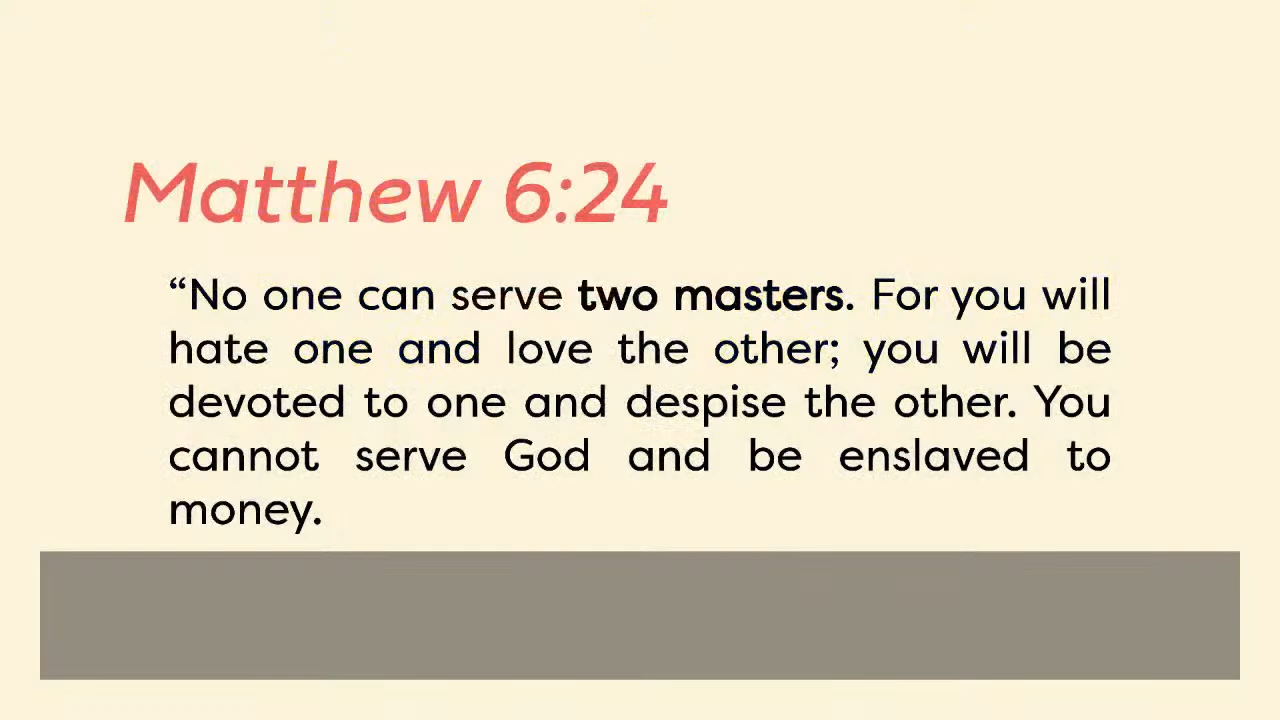 Matthew 6:24
“No one can serve two masters. For you will
hate one and love the other; you will be
devoted to one and despise the other. You
cannot serve God and be enslaved to
money.